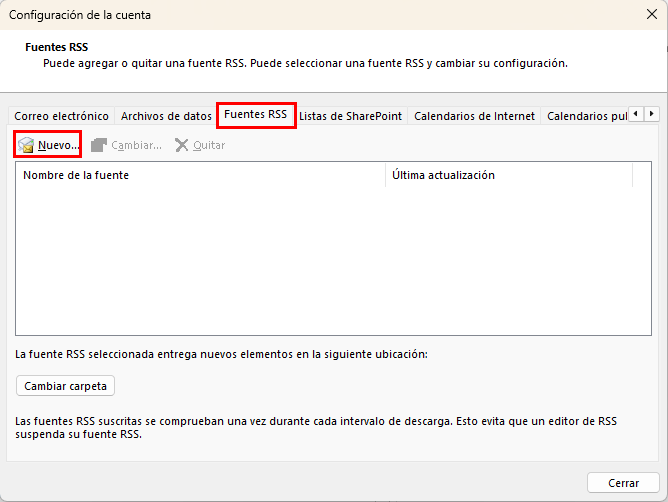 Configuración de la cuenta
Fuentes RSS
Puede agregar o quitar una fuente RSS. Puede seleccionar una fuente RSS y cambiar su configuración.
Correo electrónico Archivos de datos Fuentes RSS Listas de SharePoint Calendarios de Internet Calendarios pul
Nuevo... Cambiar... Quitar
Nombre de la fuente Última actualización
La fuente RSS seleccionada entrega nuevos elementos en la siguiente ubicación:
Cambiar carpeta
Las fuentes RSS suscritas se comprueban una vez durante cada intervalo de descarga. Esto evita que un editor de RSS
suspenda su fuente RSS.
Cerrar